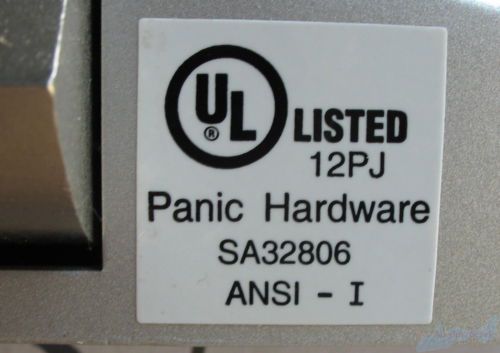 UL® LISTED
12PJ
Panic Hardware
SA32806
ANSI - I